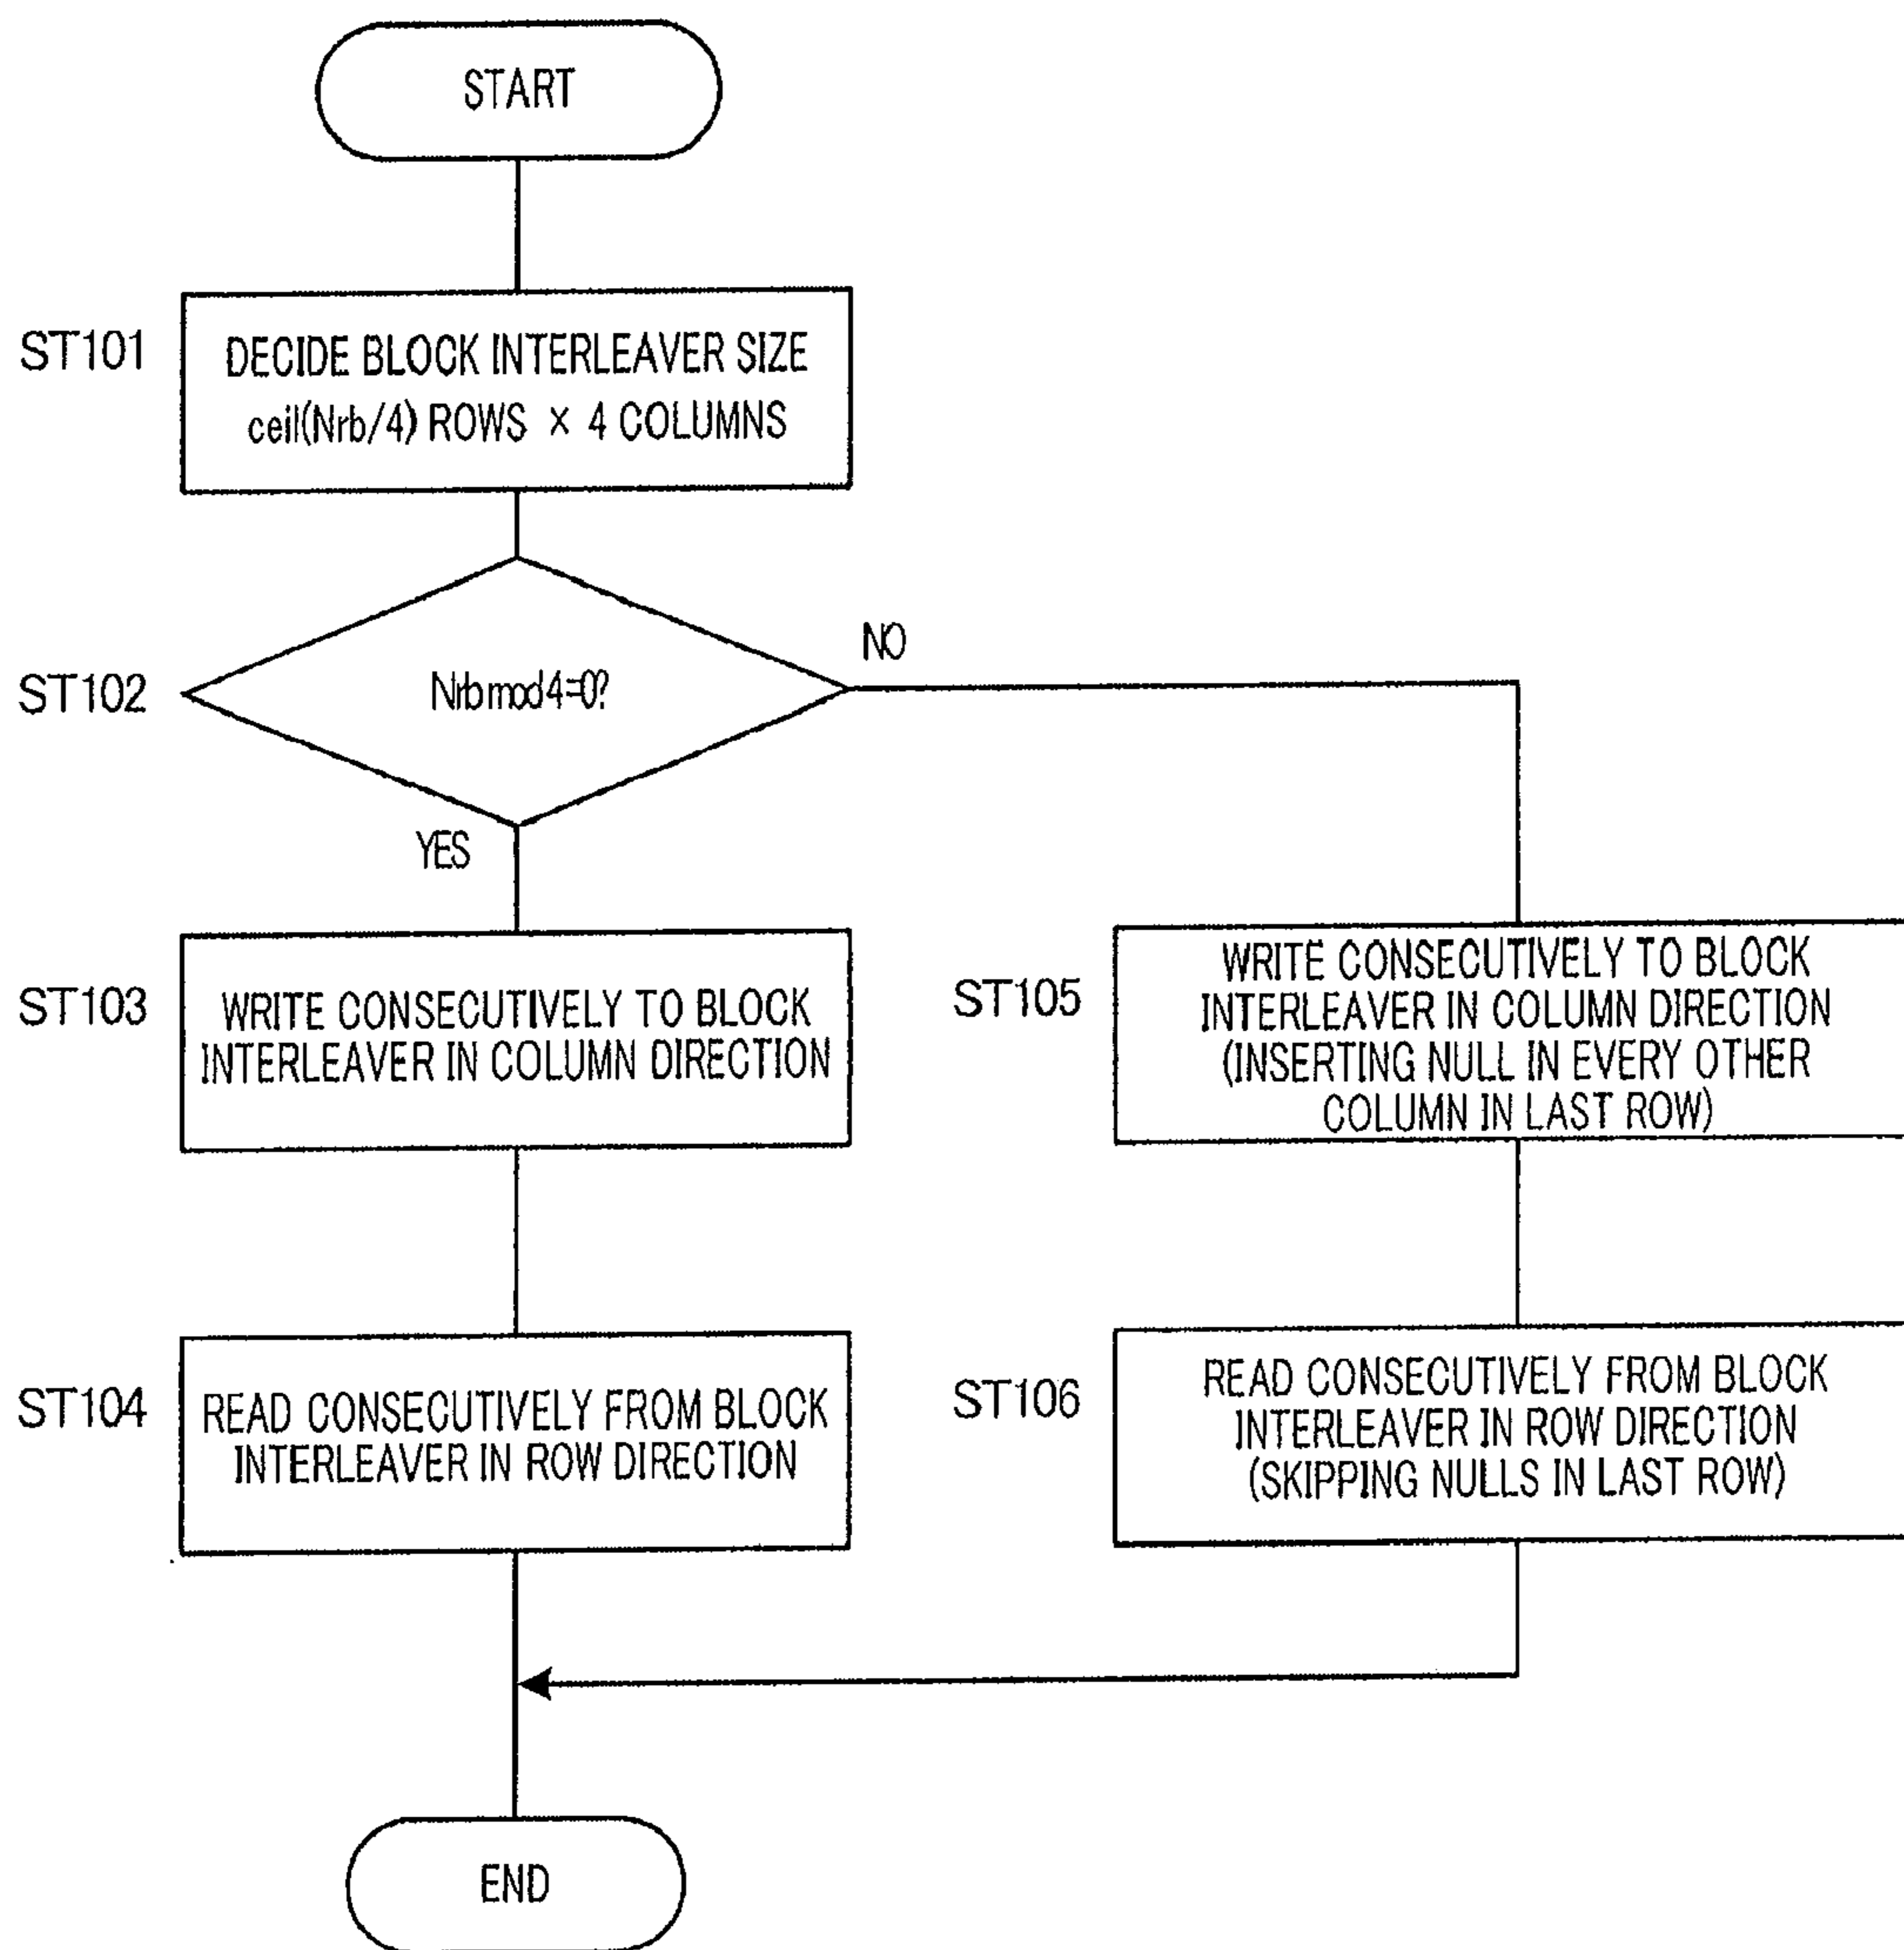 START
ST101
DECIDE BLOCK INTERLEAVER SIZE
ceil(Nrb/4) ROWS × 4 COLUMNS
ST102
Nrb mod 4=0?
NO
YES
ST103
WRITE CONSECUTIVELY TO BLOCK
INTERLEAVER IN COLUMN DIRECTION
ST105
WRITE CONSECUTIVELY TO BLOCK
INTERLEAVER IN COLUMN DIRECTION
(INSERTING NULL IN EVERY OTHER
COLUMN IN LAST ROW)
ST104
READ CONSECUTIVELY FROM BLOCK
INTERLEAVER IN ROW DIRECTION
ST106
READ CONSECUTIVELY FROM BLOCK
INTERLEAVER IN ROW DIRECTION
(SKIPPING NULLS IN LAST ROW)
END